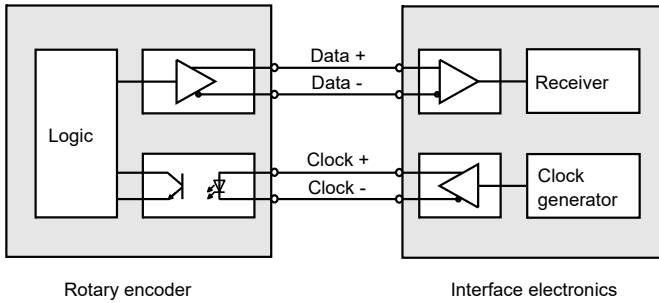 Data +
Data -
Logic
Receiver
Clock +
Clock -
Clock
generator
Rotary encoder
Interface electronics